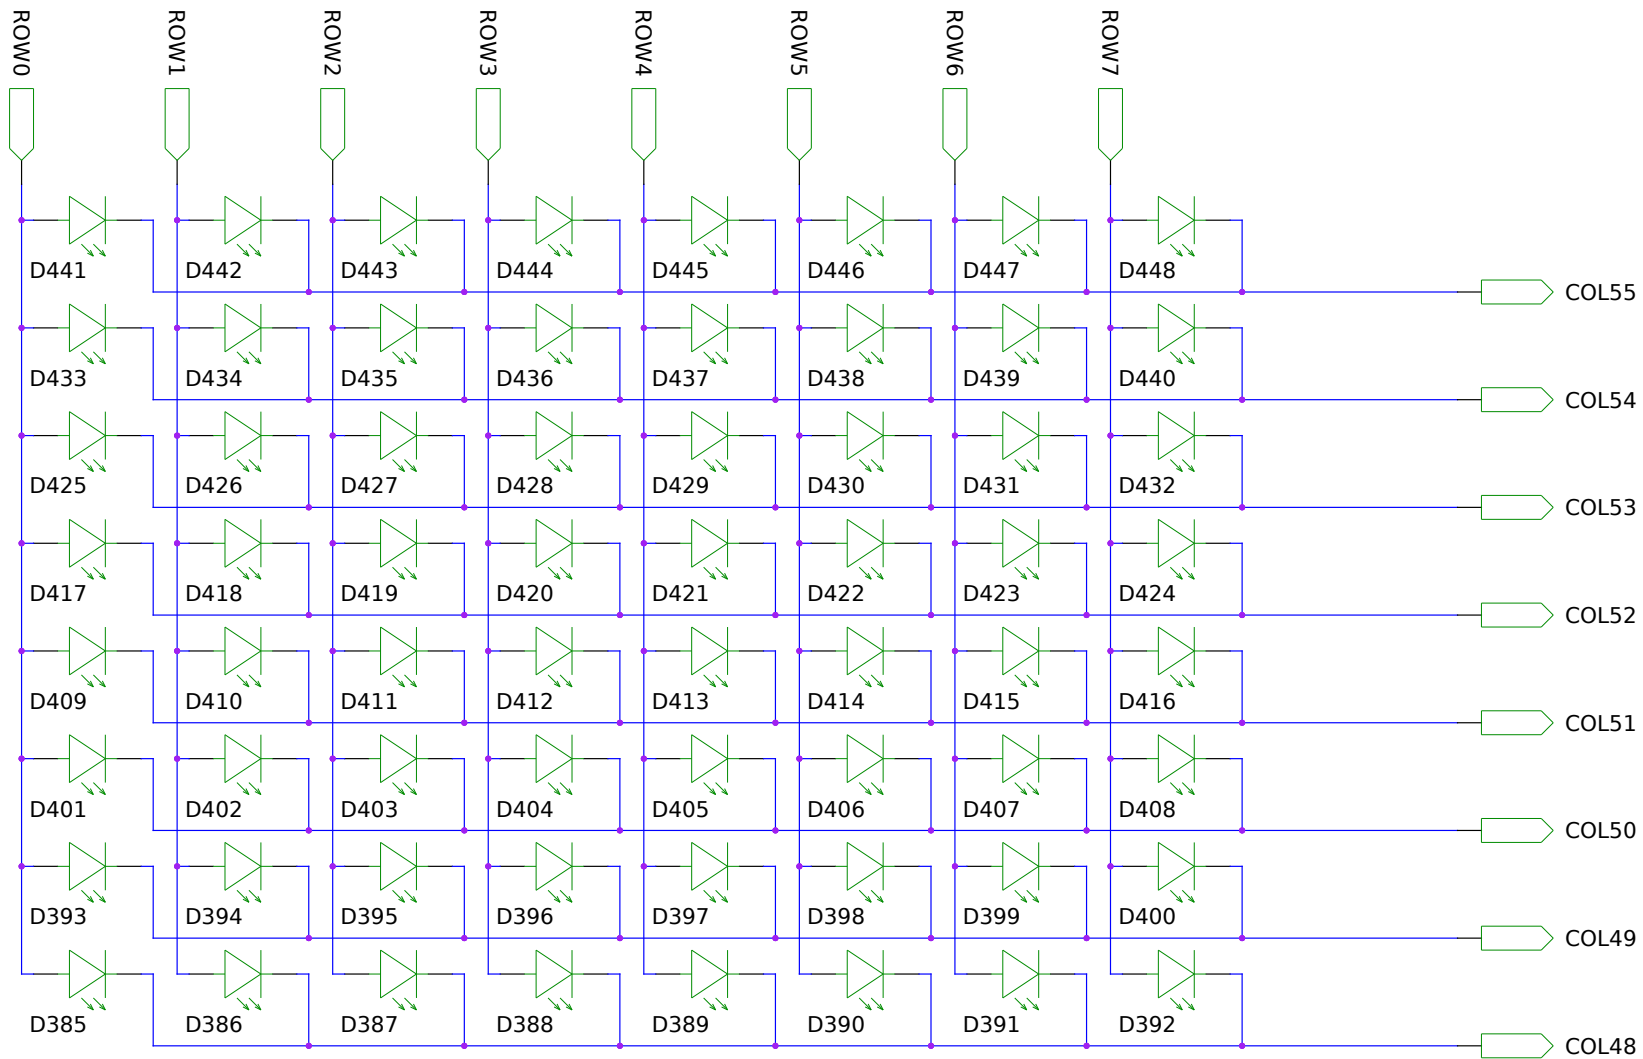 ROW0 ROW1 ROW2 ROW3 ROW4 ROW5 ROW6 ROW7
D441 D442 D443 D444 D445 D446 D447 D448
COL55
D433 D434 D435 D436 D437 D438 D439 D440
COL54
D425 D426 D427 D428 D429 D430 D431 D432
COL53
D417 D418 D419 D420 D421 D422 D423 D424
COL52
D409 D410 D411 D412 D413 D414 D415 D416
COL51
D401 D402 D403 D404 D405 D406 D407 D408
COL50
D393 D394 D395 D396 D397 D398 D399 D400
COL49
D385 D386 D387 D388 D389 D390 D391 D392
COL48